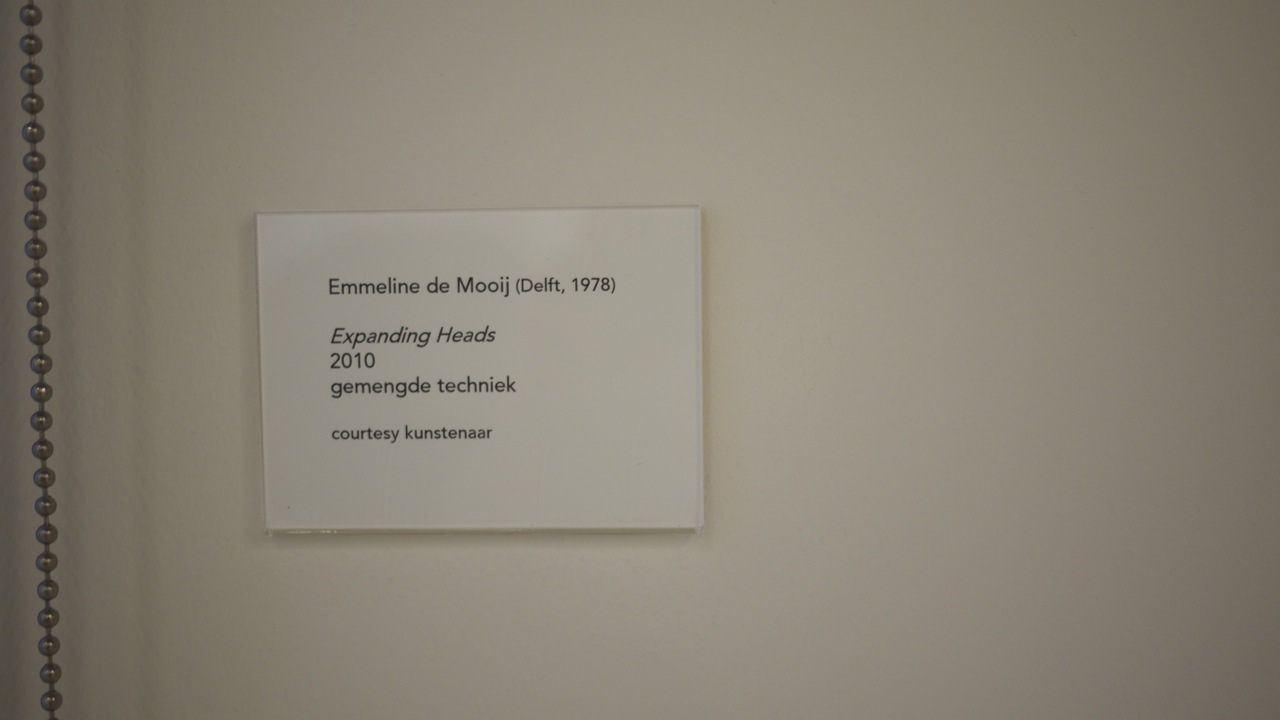 Emmeline de Mooij (Delft, 1978)
Expanding Heads
2010
gemengde techniek
courtesy kunstenaar